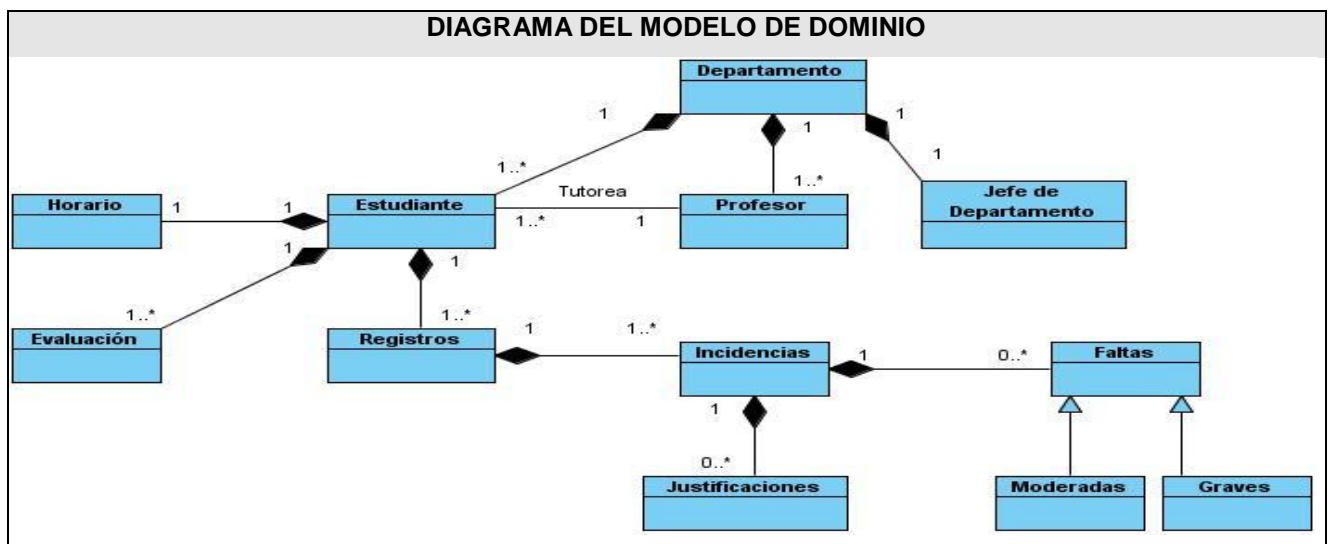 DIAGRAMA DEL MODELO DE DOMINIO
Departamento
1
1
1
1..*
1
1..*
Tutorea
Horario
1
1
Estudiante
1..*
1
Profesor
Jefe de
Departamento
1
1
1..*
1..*
Evaluación
Registros
1
1..*
Incidencias
1
0..*
Faltas
1
0..*
Justificaciones
Moderadas
Graves